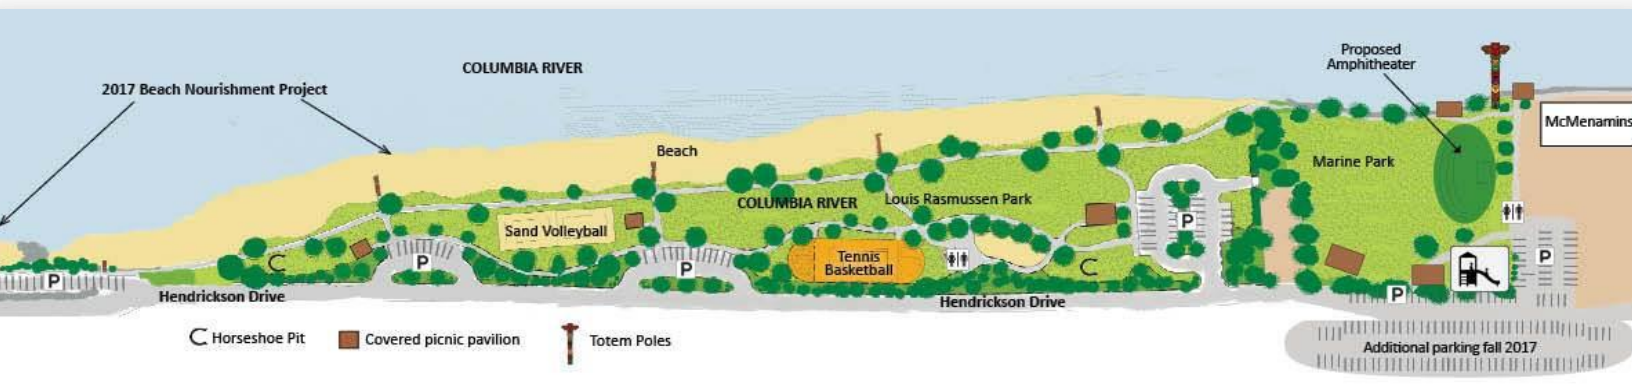 COLUMBIA RIVER
2017 Beach Nourishment Project
Proposed
Amphitheater
McMenamins
Beach
Marine Park
COLUMBIA RIVER
Louis Rasmussen Park
Sand Volleyball
Tennis
Basketball
P
P
P
P
P
P
Hendrickson Drive
Hendrickson Drive
Horseshoe Pit
Covered picnic pavilion
Totem Poles
Additional parking fall 2017